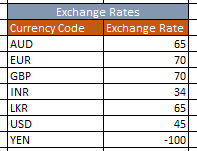 Exchange Rates
Currency Code Exchange Rate
AUD 65
EUR 70
GBP 70
INR 34
LKR 65
USD 45
YEN -100